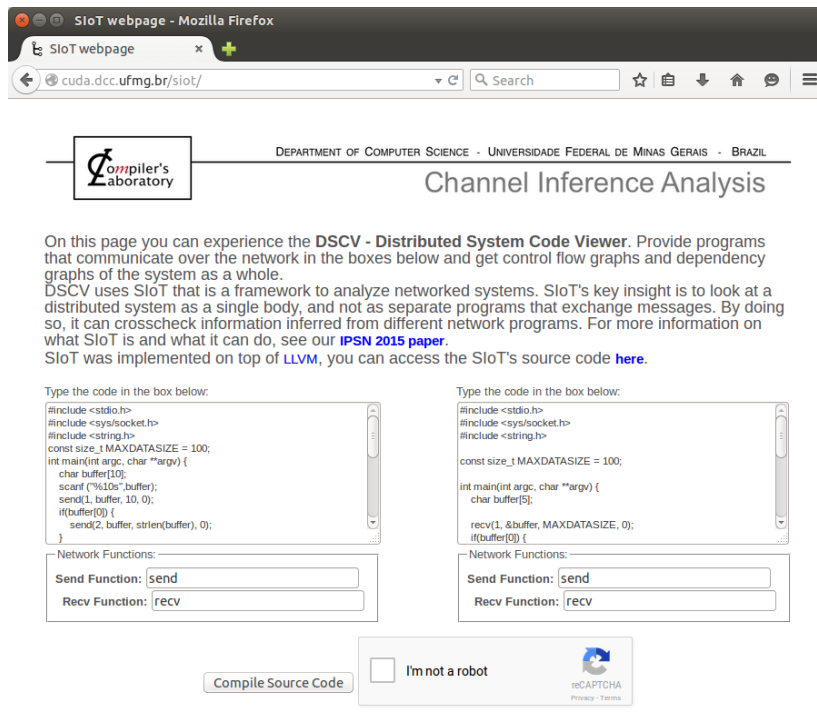 SIoT webpage - Mozilla Firefox
SIoT webpage
cuda.dcc.ufmg.br/siot/
Search
Compiler's
Laboratory
DEPARTMENT OF COMPUTER SCIENCE - UNIVERSIDADE FEDERAL DE MINAS GERAIS - BRAZIL
Channel Inference Analysis
On this page you can experience the DSCV - Distributed System Code Viewer. Provide programs
that communicate over the network in the boxes below and get control flow graphs and dependency
graphs of the system as a whole.
DSCV uses SIoT that is a framework to analyze networked systems. SIoT's key insight is to look at a
distributed system as a single body, and not as separate programs that exchange messages. By doing
so, it can crosscheck information inferred from different network programs. For more information on
what SIoT is and what it can do, see our IPSN 2015 paper.
SIoT was implemented on top of LLVM, you can access the SIoT's source code here.
Type the code in the box below:
#include <stdio.h>
#include <sys/socket.h>
#include <string.h>
const size_t MAXDATASIZE = 100;
int main(int argc, char **argv) {
char buffer[10];
scanf ("%10s",buffer);
send(1, buffer, 10, 0);
if(buffer[0]) {
send(2, buffer, strlen(buffer), 0);
}
Network Functions:
Send Function: send
Recv Function: recv
Type the code in the box below:
#include <stdio.h>
#include <sys/socket.h>
#include <string.h>
const size_t MAXDATASIZE = 100;
int main(int argc, char **argv) {
char buffer[5];
recv(1, &buffer, MAXDATASIZE, 0);
if(buffer[0]) {
Network Functions:
Send Function: send
Recv Function: recv
Compile Source Code
I'm not a robot
reCAPTCHA
Privacy - Terms